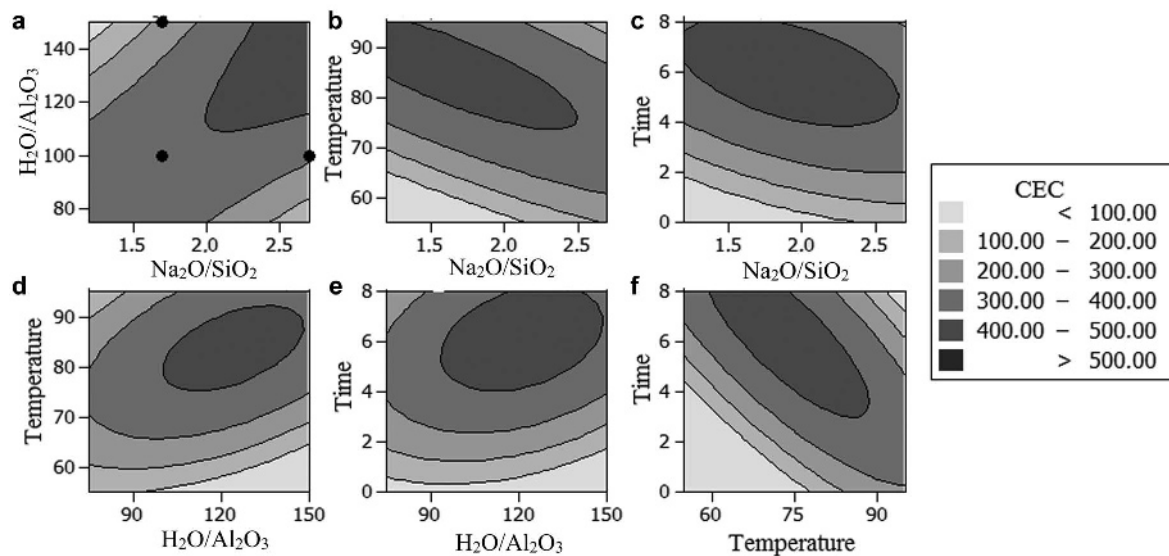 a
H₂O/Al₂O₃
140
120
100
80
1.5 2.0 2.5
Na₂O/SiO₂
b
Temperature
90
80
70
60
1.5 2.0 2.5
Na₂O/SiO₂
c
Time
8
6
4
2
0
1.5 2.0 2.5
Na₂O/SiO₂
d
Temperature
90
80
70
60
90 120 150
H₂O/Al₂O₃
e
Time
8
6
4
2
0
90 120 150
H₂O/Al₂O₃
f
Time
8
6
4
2
0
60 75 90
Temperature
CEC
< 100.00
100.00 – 200.00
200.00 – 300.00
300.00 – 400.00
400.00 – 500.00
> 500.00